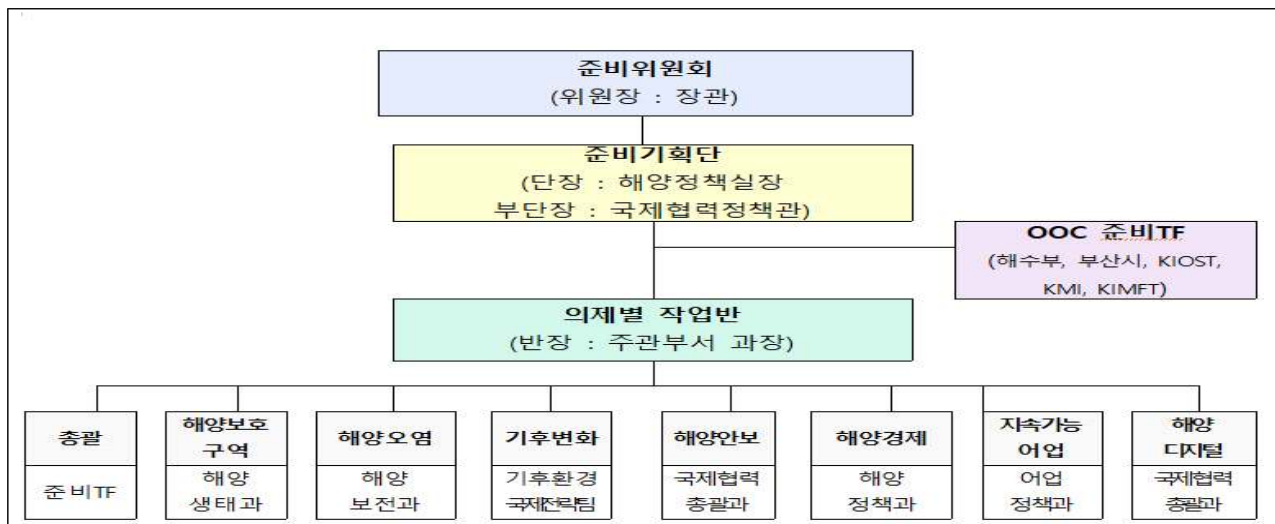 준비위원회
(위원장 : 장관)
준비기획단
(단장 : 해양정책실장
부단장 : 국제협력정책관)
OOC 준비TF
(해수부, 부산시, KIOST,
KMI, KIMFT)
의제별 작업반
(반장 : 주관부서 과장)
총괄
준비TF
해양보호
구역
해양
생태과
해양오염
해양
보전과
기후변화
기후환경
국제전략팀
해양안보
국제협력
총괄과
해양경제
해양
정책과
지속가능
어업
어업
정책과
해양
디지털
국제협력
총괄과